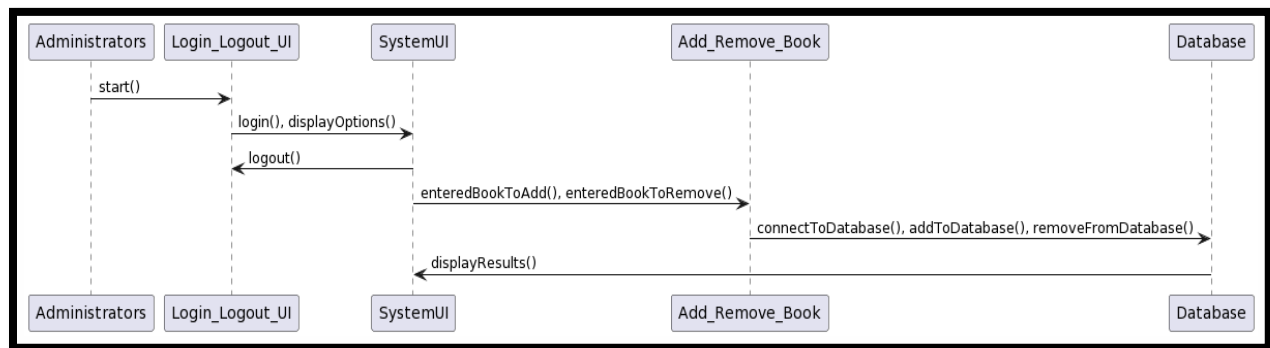 Administrators Login_Logout_UI SystemUI Add_Remove_Book Database
start()
login(), displayOptions()
logout()
enteredBookToAdd(), enteredBookToRemove()
connectToDatabase(), addToDatabase(), removeFromDatabase()
displayResults()
Administrators Login_Logout_UI SystemUI Add_Remove_Book Database